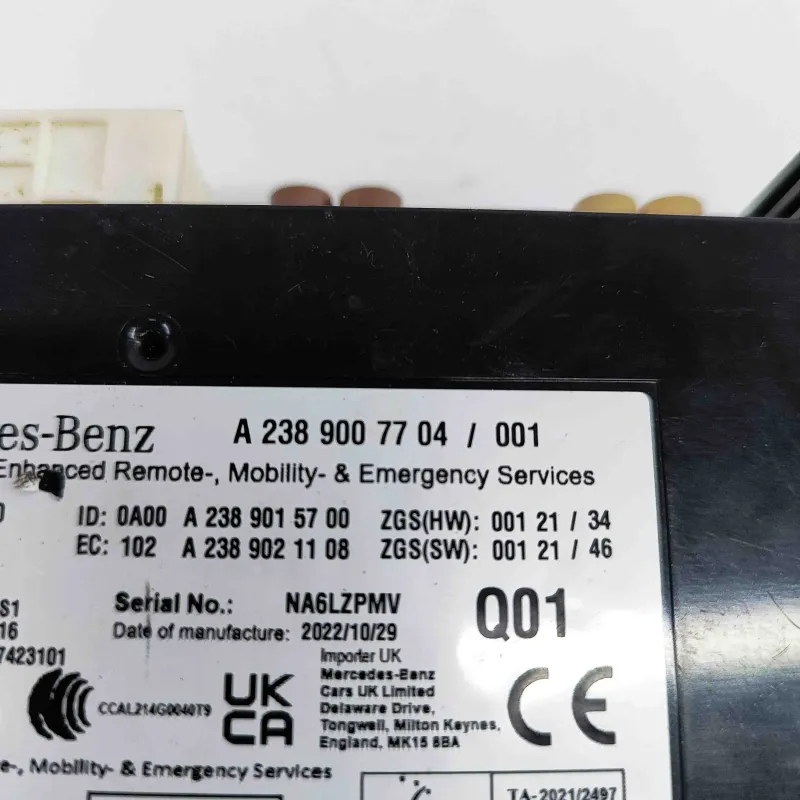 es-Benz A 238 900 77 04 / 001
Enhanced Remote-, Mobility- & Emergency Services
ID: 0A00 A 238 901 57 00 ZGS(HW): 001 21 / 34
EC: 102 A 238 902 11 08 ZGS(SW): 001 21 / 46
S1
Serial No.: NA6LZPMV Q01
16
Date of manufacture: 2022/10/29
7423101
Importer UK
Mercedes-Benz
Cars UK Limited
Delaware Drive,
Tongwell, Milton Keynes,
England, MK15 8BA
CCAL214G0040T9
UK
CA
CE
e-, Mobility- & Emergency Services
TA-2021/2497